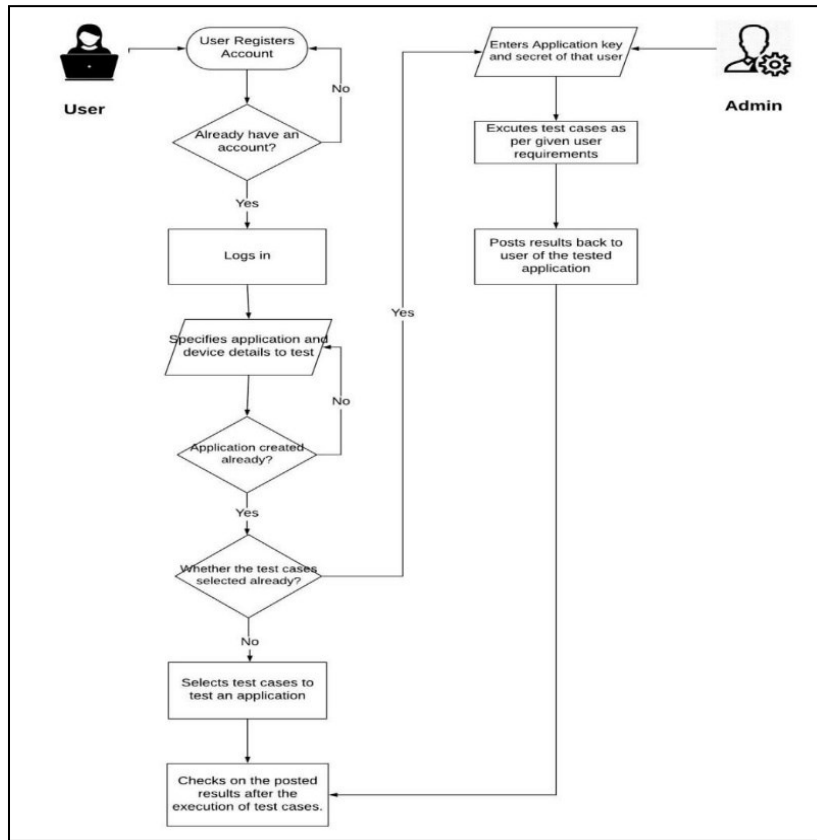 User Registers
Account
User
No
Already have an
account?
Yes
Logs in
Specifies application and
device details to test
No
Application created
already?
Yes
Whether the test cases
selected already?
Yes
No
Selects test cases to
test an application
Checks on the posted
results after the
execution of test cases.
Enters Application key
and secret of that user
Admin
Excutes test cases as
per given user
requirements
Posts results back to
user of the tested
application